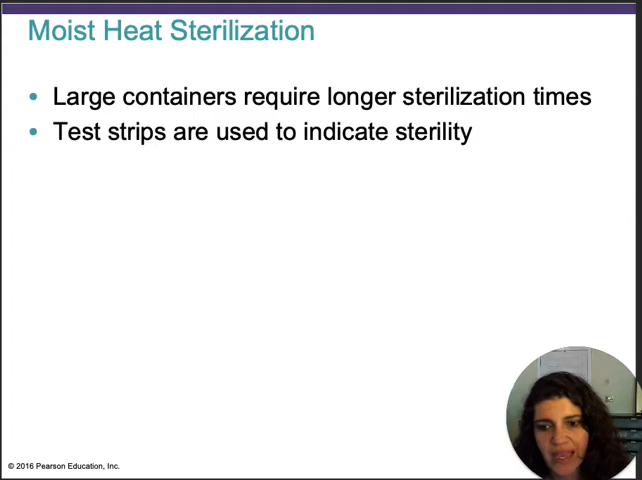 Moist Heat Sterilization
• Large containers require longer sterilization times
• Test strips are used to indicate sterility
© 2016 Pearson Education, Inc.